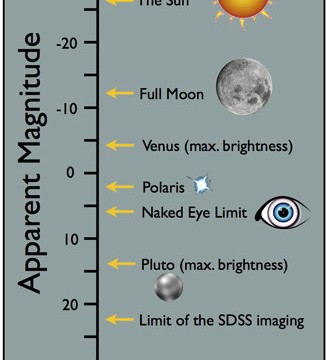 The Sun
-20
Full Moon
-10
Venus (max. brightness)
0
Polaris
Naked Eye Limit
10
Pluto (max. brightness)
20
Limit of the SDSS imaging
Apparent Magnitude